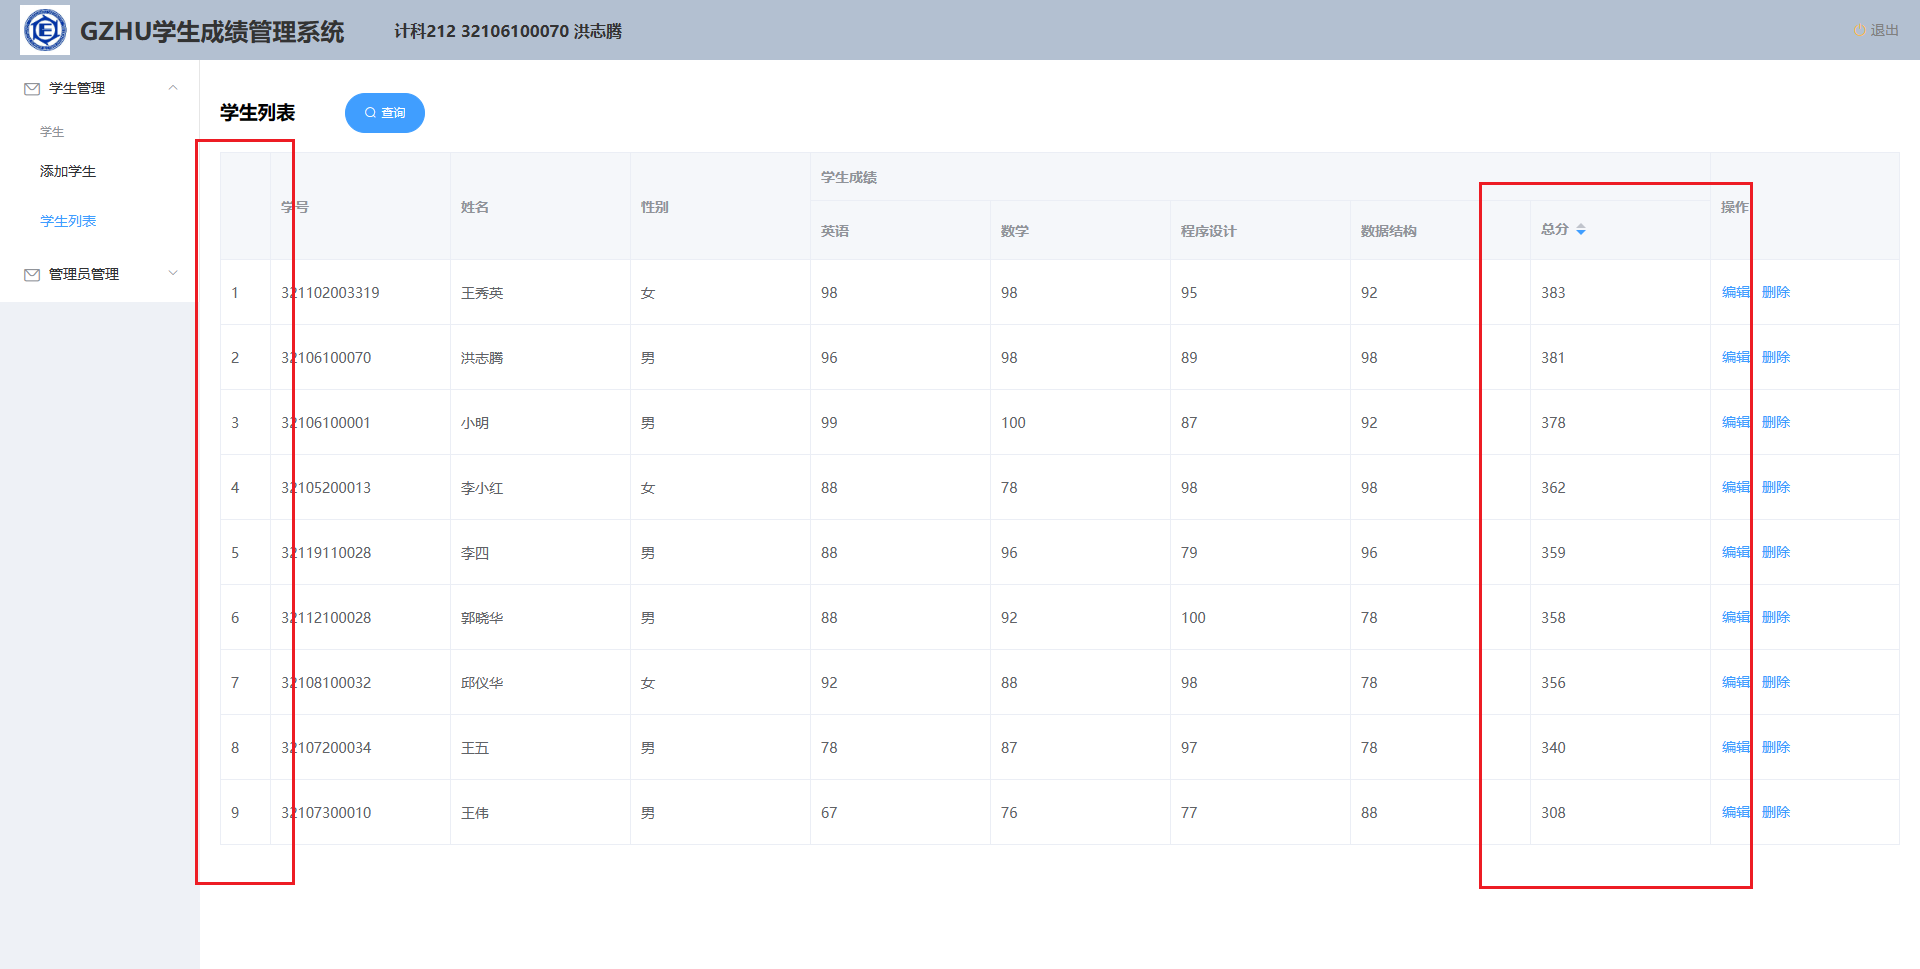 GZHU学生成绩管理系统 计科212 32106100070 洪志腾 退出
学生管理
学生
添加学生
学生列表
管理员管理
学生列表 查询
学号 姓名 性别 学生成绩 操作
英语 数学 程序设计 数据结构 总分
1 321102003319 王秀英 女 98 98 95 92 383 编辑 删除
2 32106100070 洪志腾 男 96 98 89 98 381 编辑 删除
3 32106100001 小明 男 99 100 87 92 378 编辑 删除
4 32105200013 李小红 女 88 78 98 98 362 编辑 删除
5 32119110028 李四 男 88 96 79 96 359 编辑 删除
6 32112100028 郭晓华 男 88 92 100 78 358 编辑 删除
7 32108100032 邱仪华 女 92 88 98 78 356 编辑 删除
8 32107200034 王五 男 78 87 97 78 340 编辑 删除
9 32107300010 王伟 男 67 76 77 88 308 编辑 删除